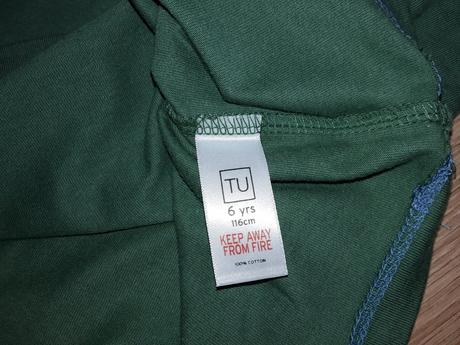 TU
6 yrs
116cm
KEEP AWAY
FROM FIRE
100% COTTON